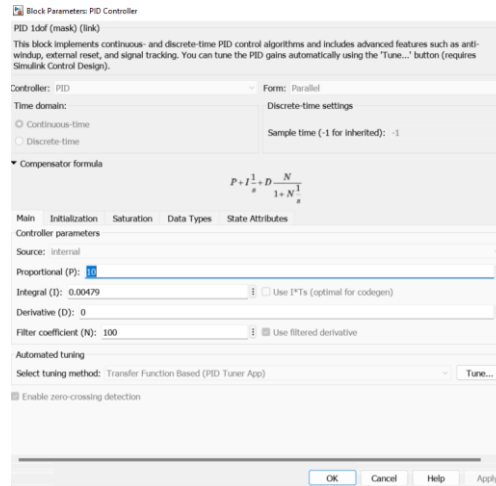 Block Parameters: PID Controller
PID 1dof (mask) (link)
This block implements continuous- and discrete-time PID control algorithms and includes advanced features such as anti-
windup, external reset, and signal tracking. You can tune the PID gains automatically using the 'Tune...' button (requires
Simulink Control Design).
Controller: PID Form: Parallel
Time domain: Discrete-time settings
Continuous-time
Sample time (-1 for inherited): -1
Discrete-time
Compensator formula
P + I 1/s + D N / (1 + N 1/s)
Main Initialization Saturation Data Types State Attributes
Controller parameters
Source: internal
Proportional (P): 10
Integral (I): 0.00479 Use I*Ts (optimal for codegen)
Derivative (D): 0
Filter coefficient (N): 100 Use filtered derivative
Automated tuning
Select tuning method: Transfer Function Based (PID Tuner App) Tune...
Enable zero-crossing detection
OK Cancel Help Apply